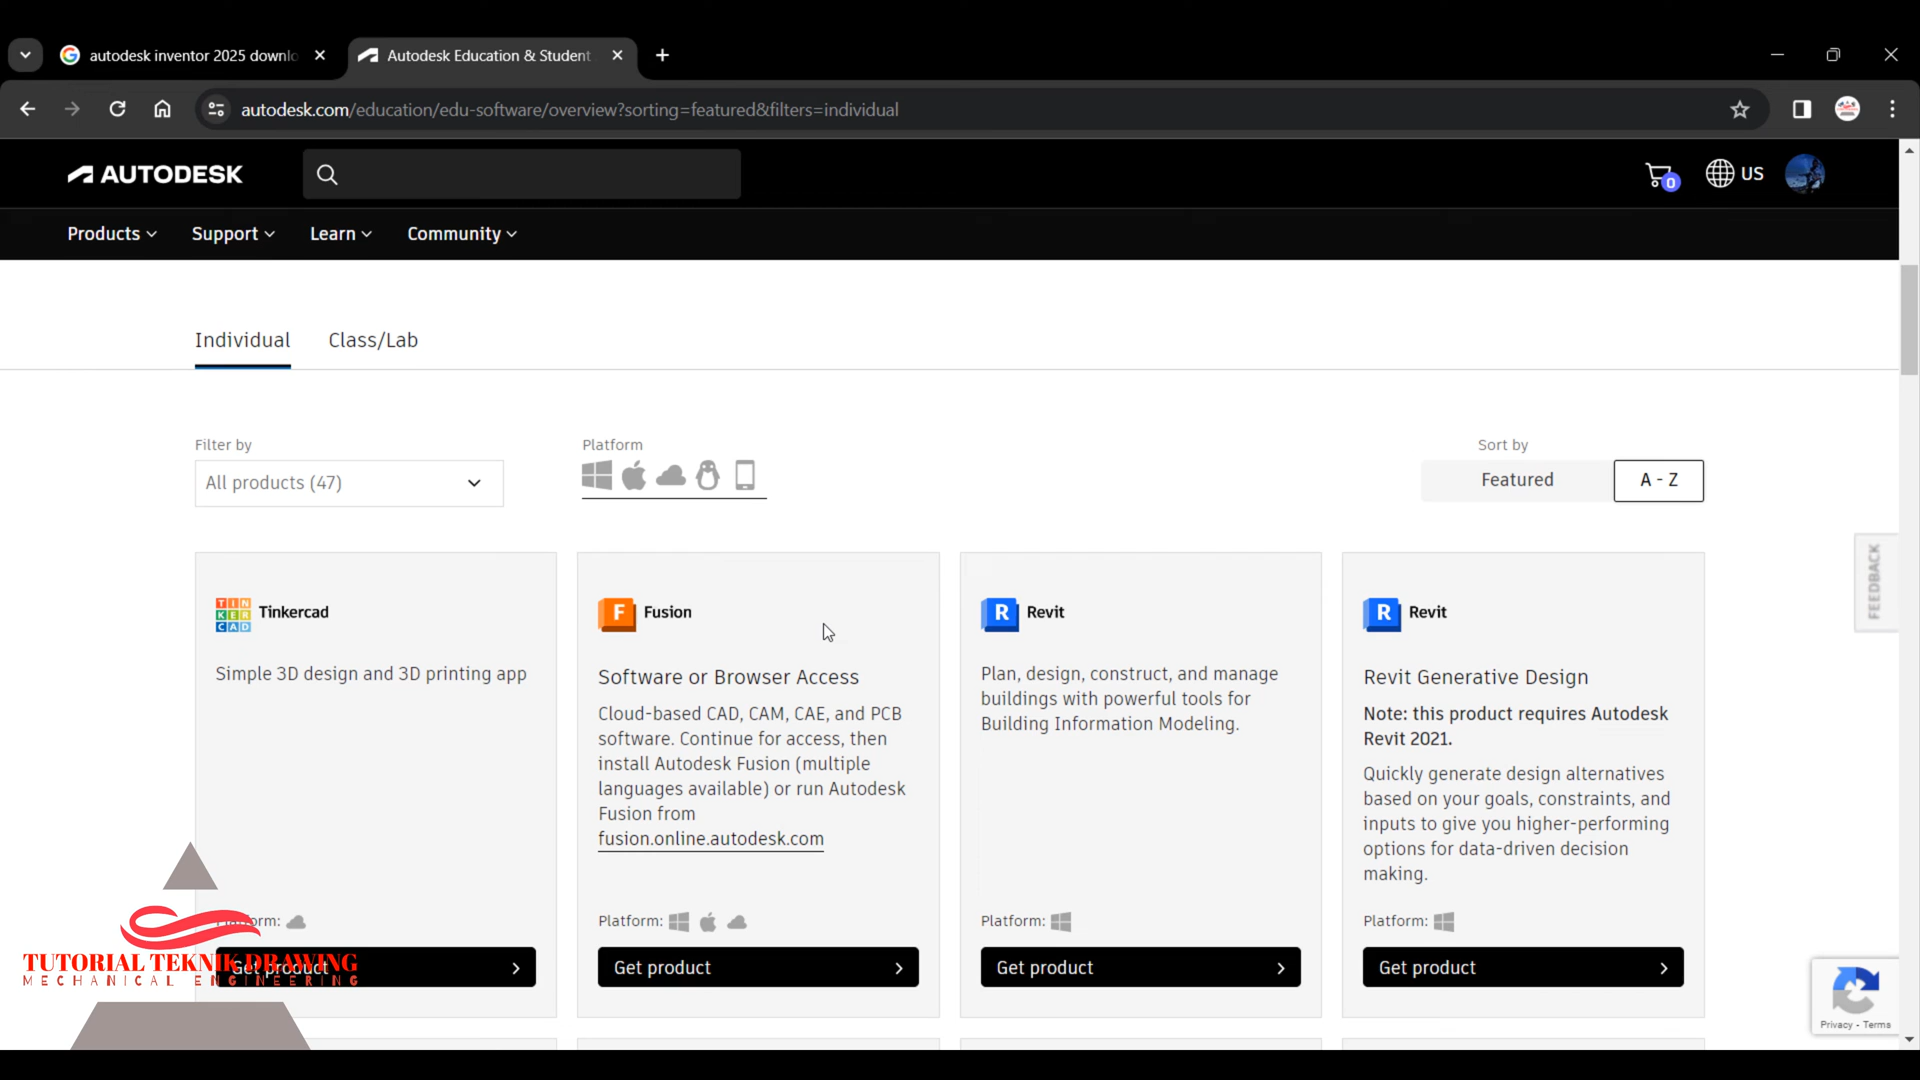 autodesk inventor 2025 downlo
Autodesk Education & Student
autodesk.com/education/edu-software/overview?sorting=featured&filters=individual
AUTODESK
0
US
Products
Support
Learn
Community
Individual
Class/Lab
Filter by
Platform
Sort by
All products (47)
Featured
A - Z
FEEDBACK
TIN
KER
CAD
Tinkercad
Simple 3D design and 3D printing app
Platform:
Get product
F
Fusion
Software or Browser Access
Cloud-based CAD, CAM, CAE, and PCB
software. Continue for access, then
install Autodesk Fusion (multiple
languages available) or run Autodesk
Fusion from
fusion.online.autodesk.com
Platform:
Get product
R
Revit
Plan, design, construct, and manage
buildings with powerful tools for
Building Information Modeling.
Platform:
Get product
R
Revit
Revit Generative Design
Note: this product requires Autodesk
Revit 2021.
Quickly generate design alternatives
based on your goals, constraints, and
inputs to give you higher-performing
options for data-driven decision
making.
Platform:
Get product
TUTORIAL TEKNIK DRAWING
MECHANICAL ENGINEERING
Privacy - Terms